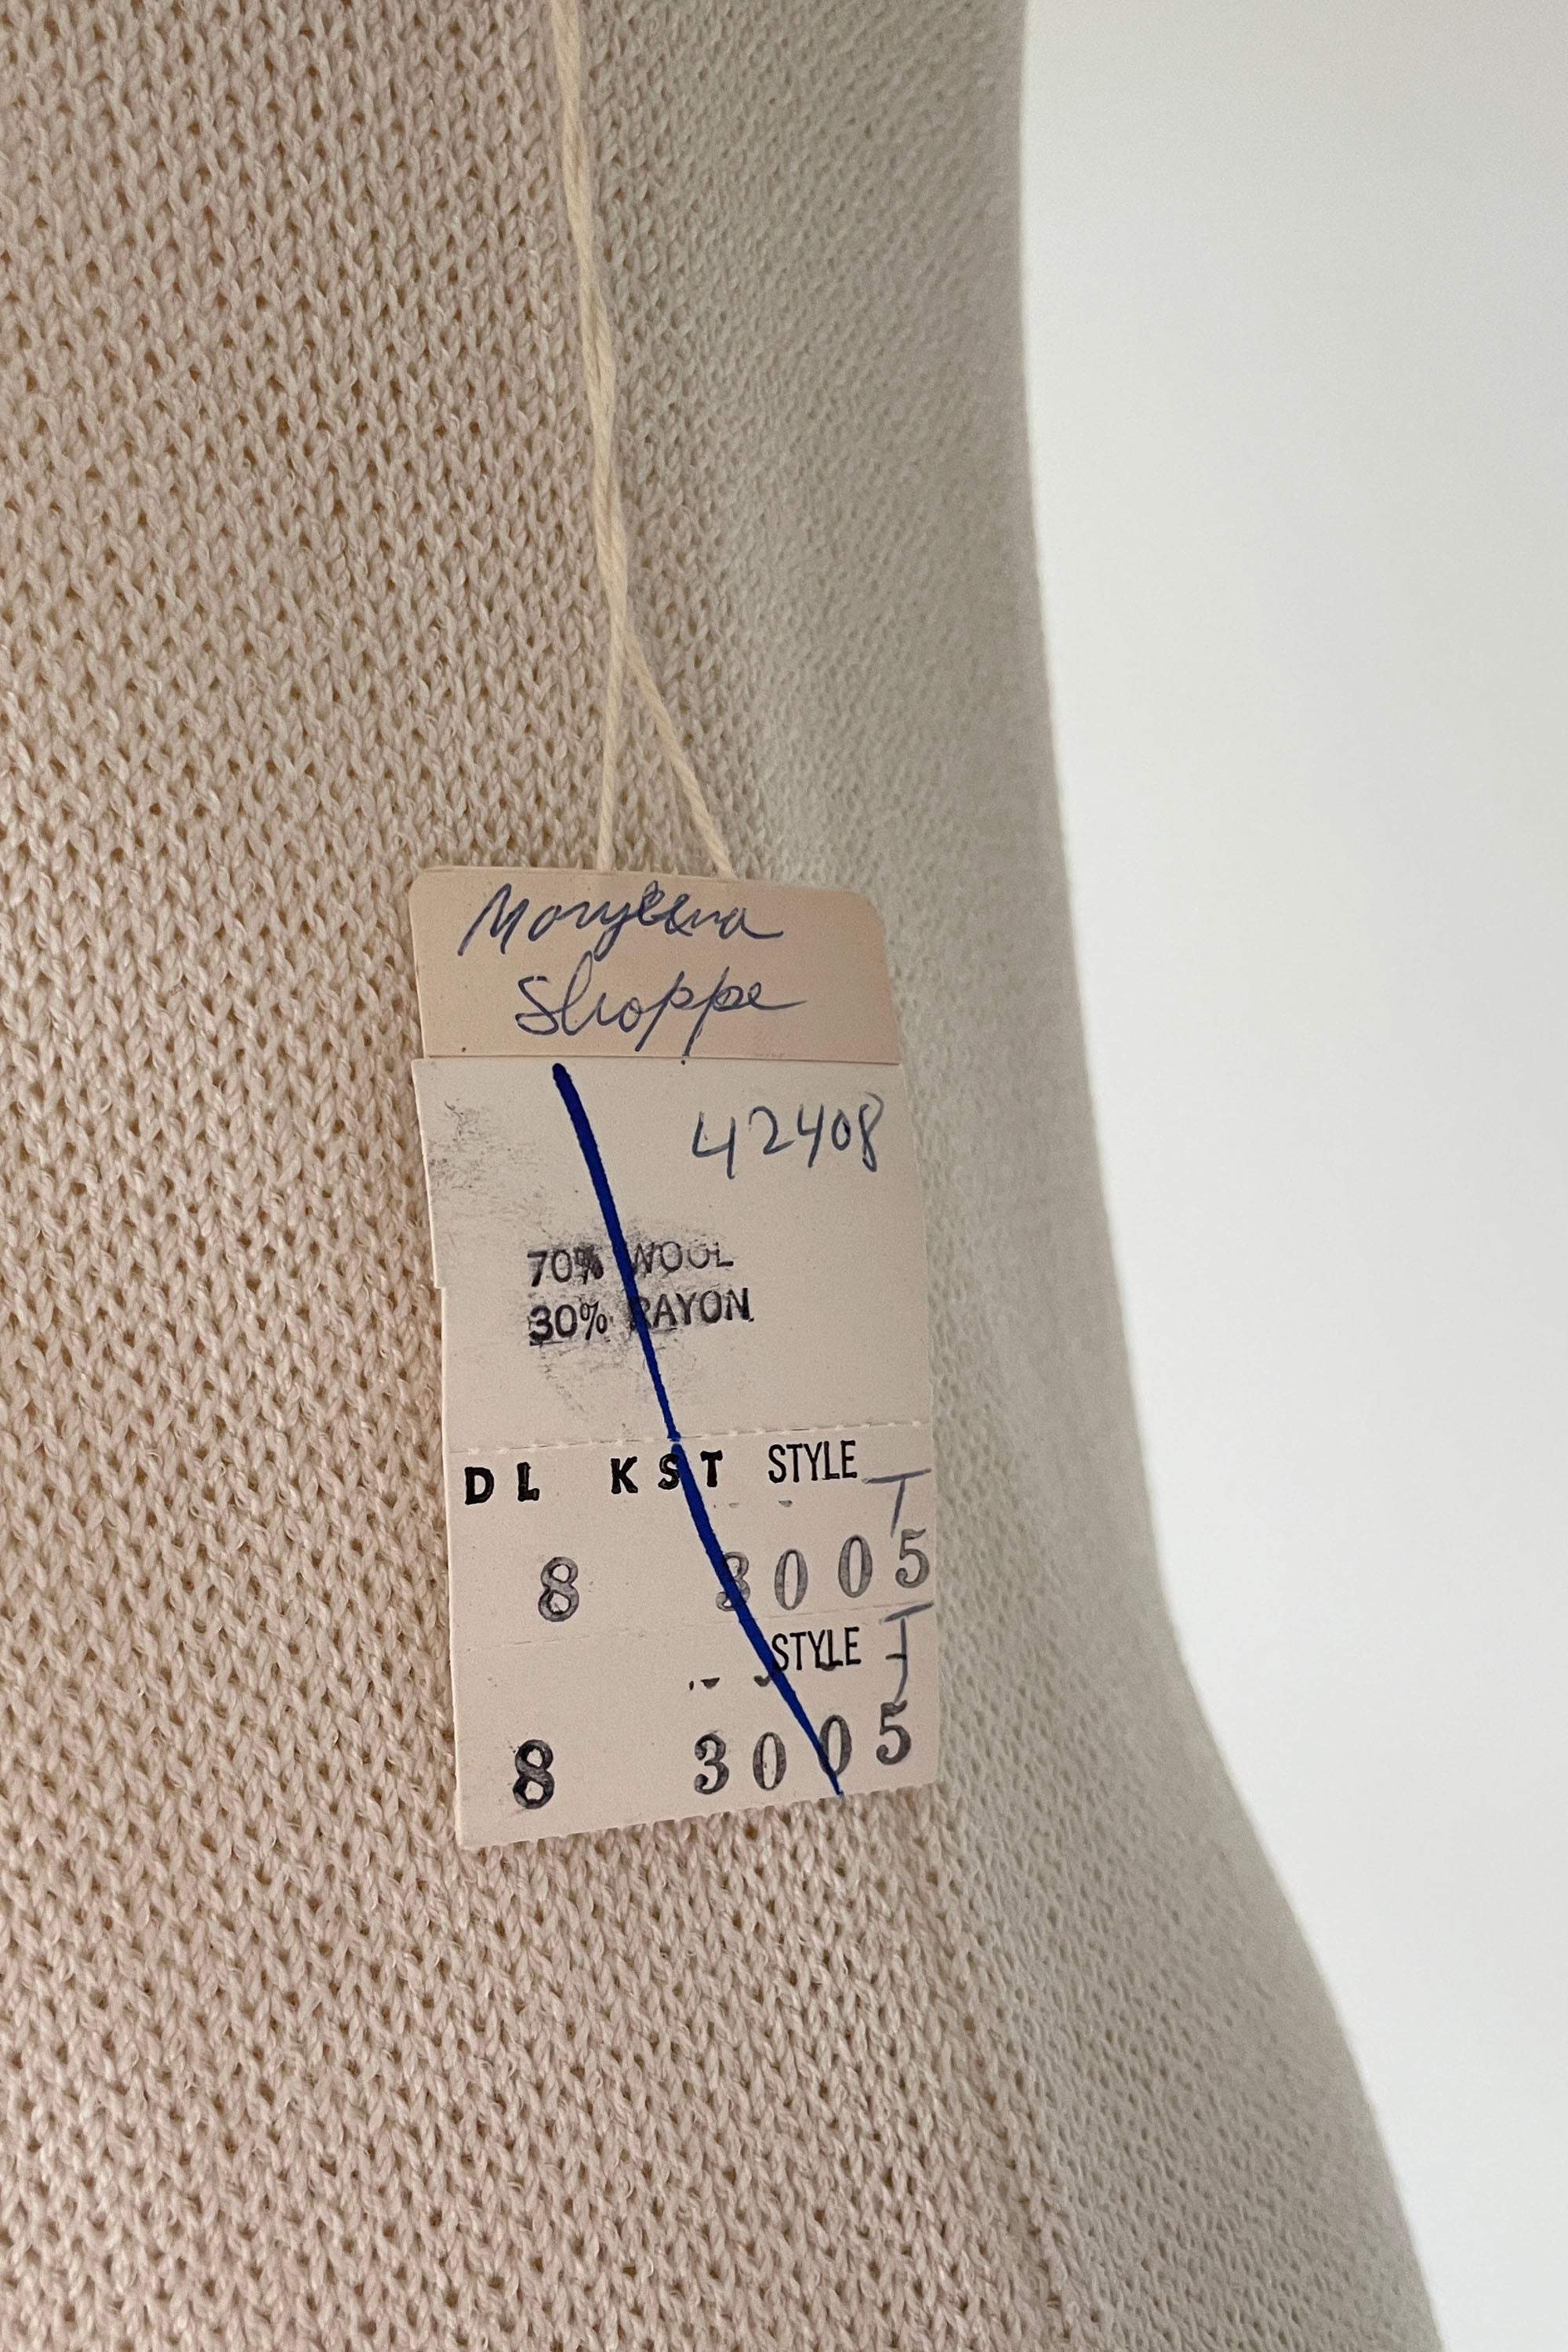 Shoppe
42408
70% WOOL
30% RAYON
DL KST STYLE T
8 3005
STYLE T
8 3005